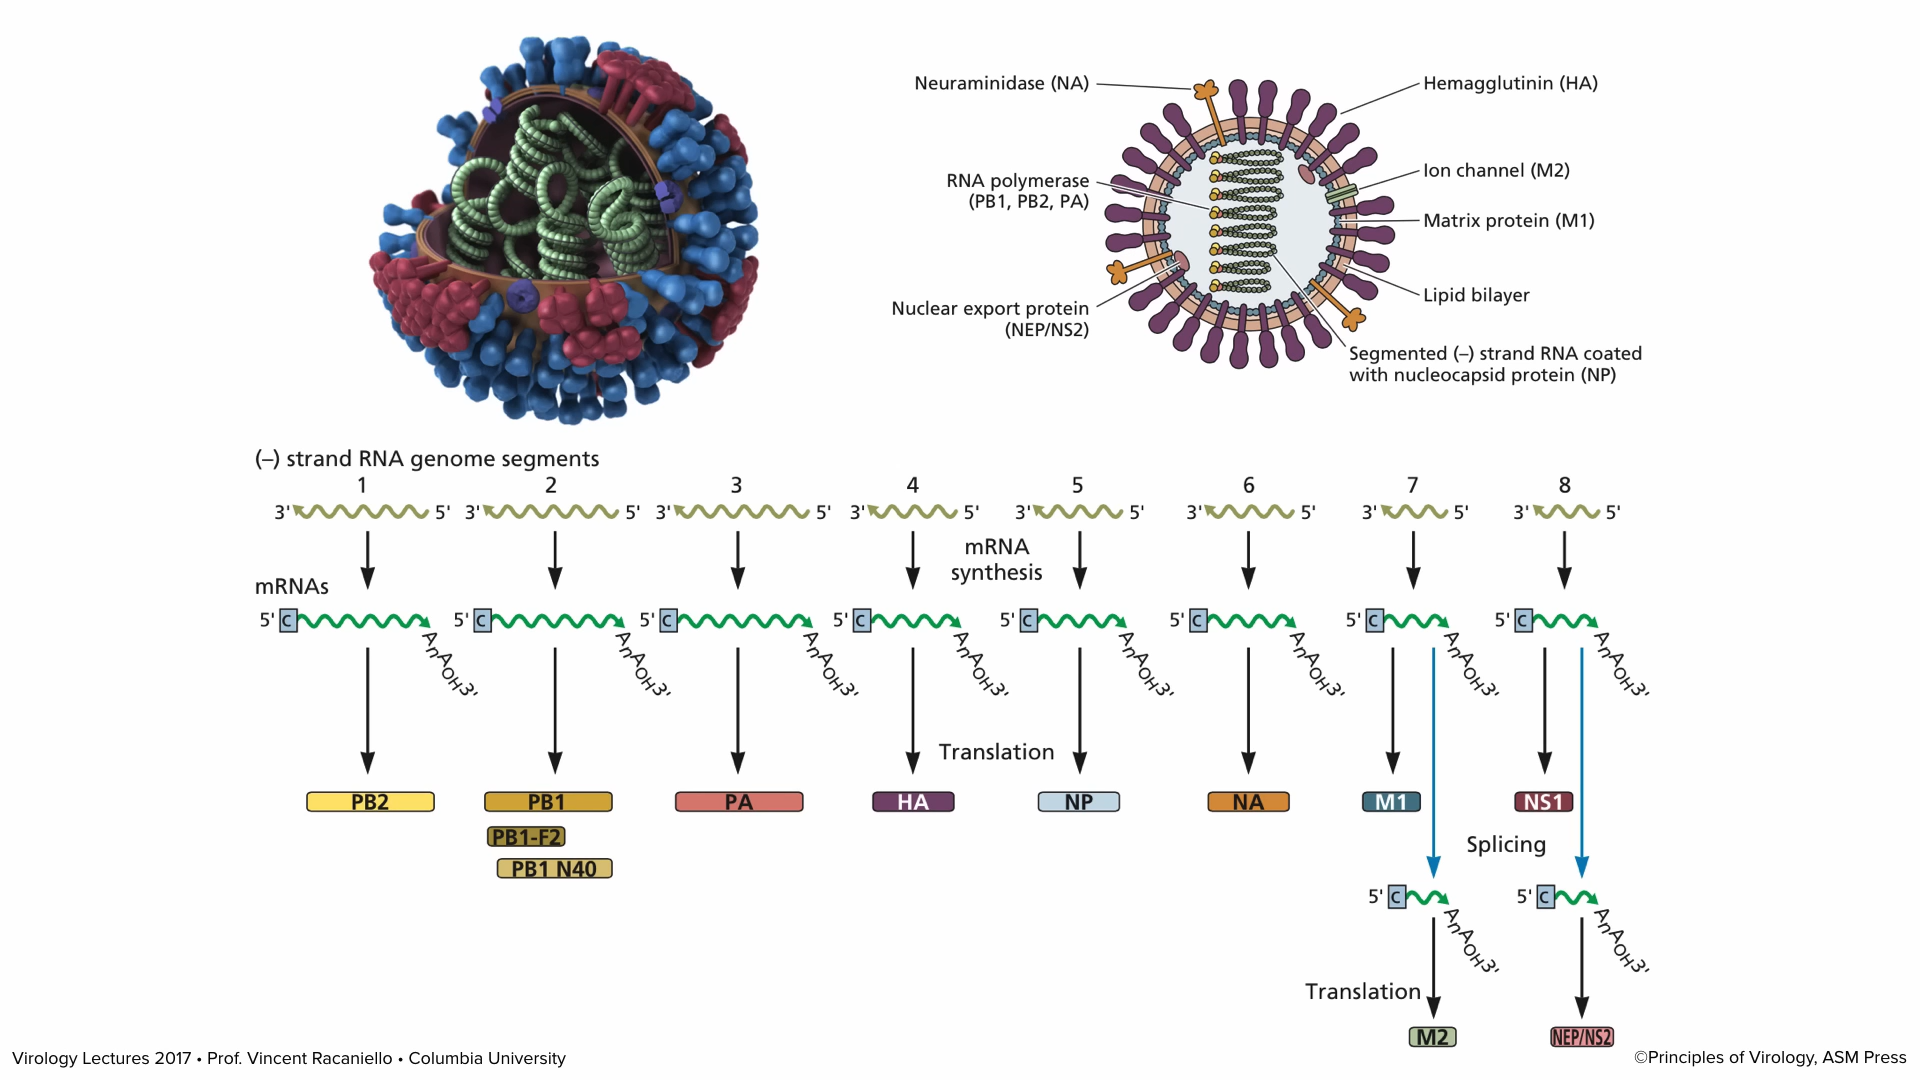 Neuraminidase (NA)
Hemagglutinin (HA)
RNA polymerase
(PB1, PB2, PA)
Ion channel (M2)
Matrix protein (M1)
Nuclear export protein
(NEP/NS2)
Lipid bilayer
Segmented (–) strand RNA coated
with nucleocapsid protein (NP)
(–) strand RNA genome segments
1 2 3 4 5 6 7 8
3' 5' 3' 5' 3' 5' 3' 5' 3' 5' 3' 5' 3' 5' 3' 5'
mRNA
synthesis
mRNAs
5' C 5' C 5' C 5' C 5' C 5' C 5' C 5' C
AnAOH3' AnAOH3' AnAOH3' AnAOH3' AnAOH3' AnAOH3' AnAOH3' AnAOH3'
Translation
PB2 PB1 PA HA NP NA M1 NS1
PB1-F2
Splicing
PB1 N40
5' C 5' C
AnAOH3' AnAOH3'
Translation
M2 NEP/NS2
Virology Lectures 2017 • Prof. Vincent Racaniello • Columbia University
©Principles of Virology, ASM Press